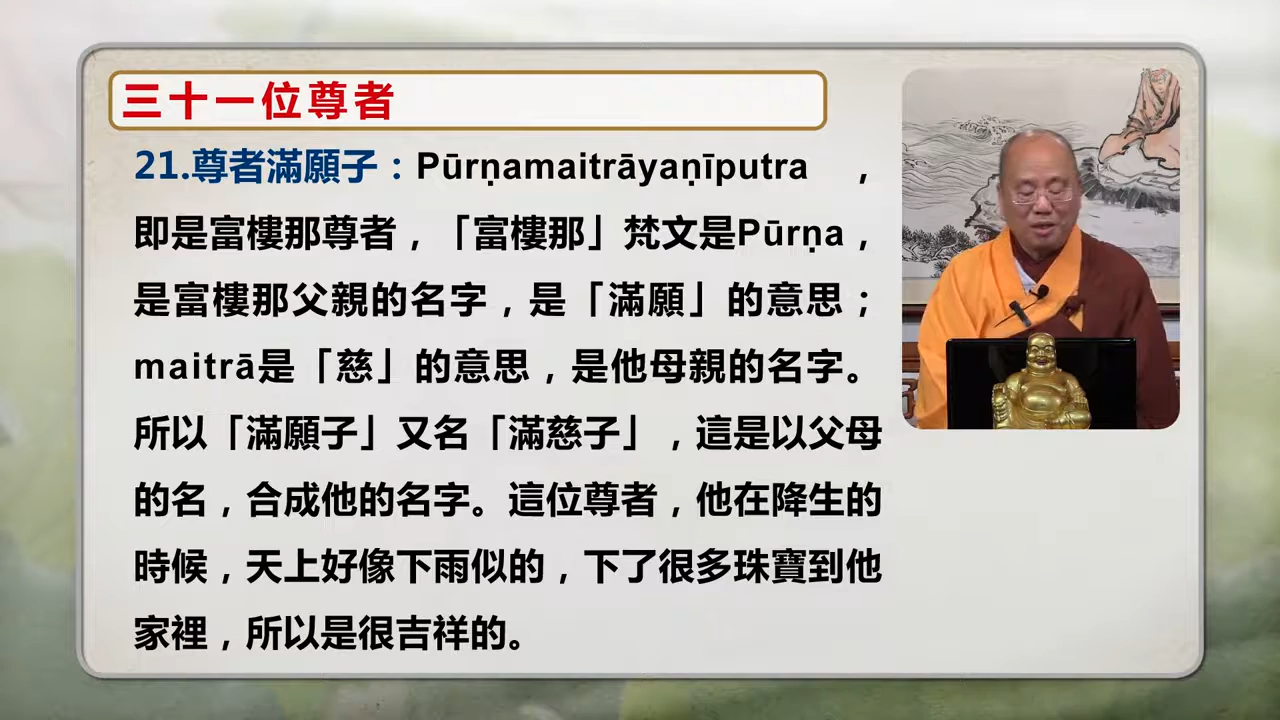 三十一位尊者
21.尊者滿願子：Pūrṇamaitrāyaṇīputra ，
即是富樓那尊者，「富樓那」梵文是Pūrṇa，
是富樓那父親的名字，是「滿願」的意思；
maitrā是「慈」的意思，是他母親的名字。
所以「滿願子」又名「滿慈子」，這是以父母
的名，合成他的名字。這位尊者，他在降生的
時候，天上好像下雨似的，下了很多珠寶到他
家裡，所以是很吉祥的。